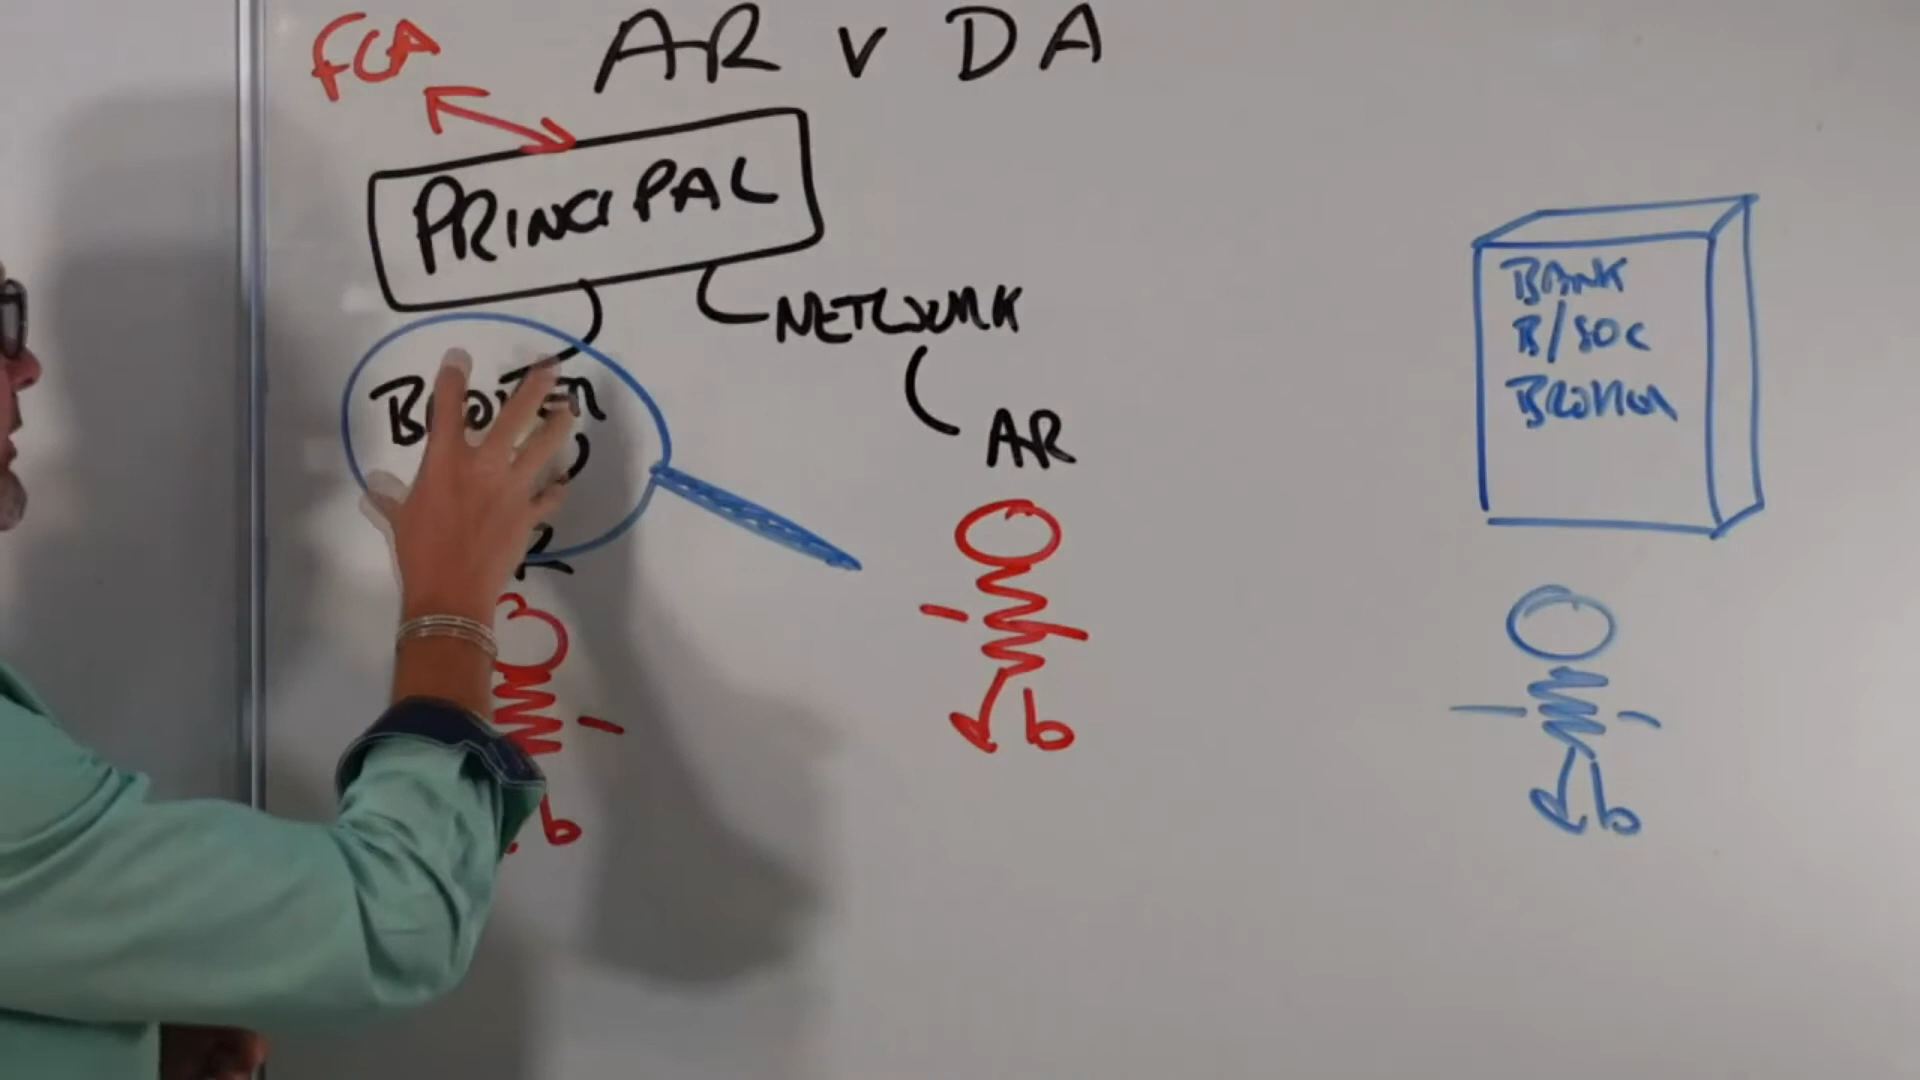 FCA
AR v DA
PRINCIPAL
NETWORK
AR
BANK
B/SOC
BROKER